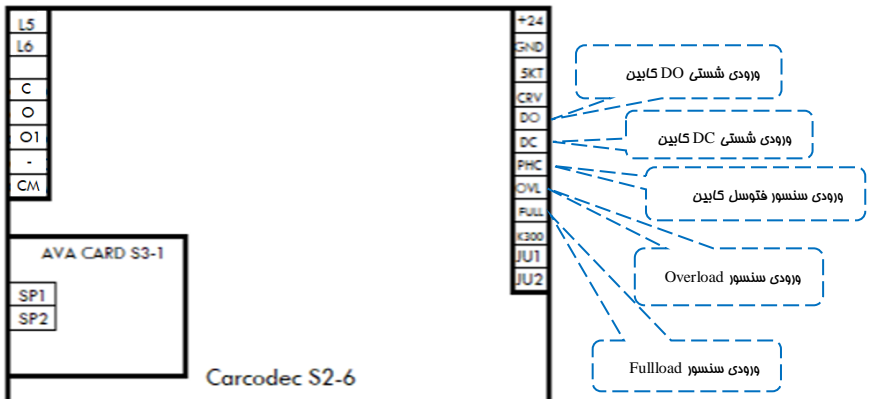 L5
L6
C
O
O1
-
CM
AVA CARD S3-1
SP1
SP2
Carcodec S2-6
+24
GND
5KT
CRV
DO
DC
PHC
OVL
FULL
K300
JU1
JU2
ورودی شستی DO کابین
ورودی شستی DC کابین
ورودی سنسور فتوسل کابین
ورودی سنسور Overload
ورودی سنسور Fullload